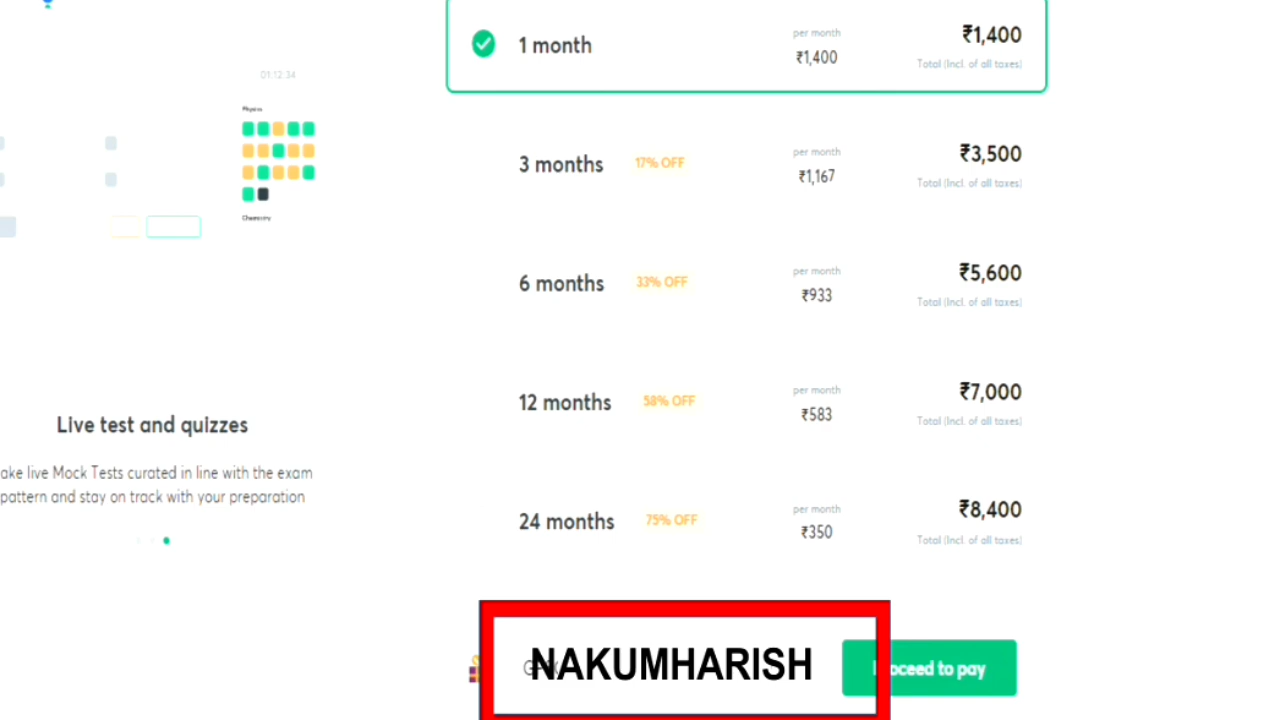 1 month
per month
₹1,400
₹1,400
Total (Incl. of all taxes)
01:12:34
Physics
3 months
17% OFF
per month
₹1,167
₹3,500
Total (Incl. of all taxes)
Chemistry
6 months
33% OFF
per month
₹933
₹5,600
Total (Incl. of all taxes)
12 months
58% OFF
per month
₹583
₹7,000
Total (Incl. of all taxes)
Live test and quizzes
ake live Mock Tests curated in line with the exam
pattern and stay on track with your preparation
24 months
75% OFF
per month
₹350
₹8,400
Total (Incl. of all taxes)
NAKUMHARISH
oceed to pay